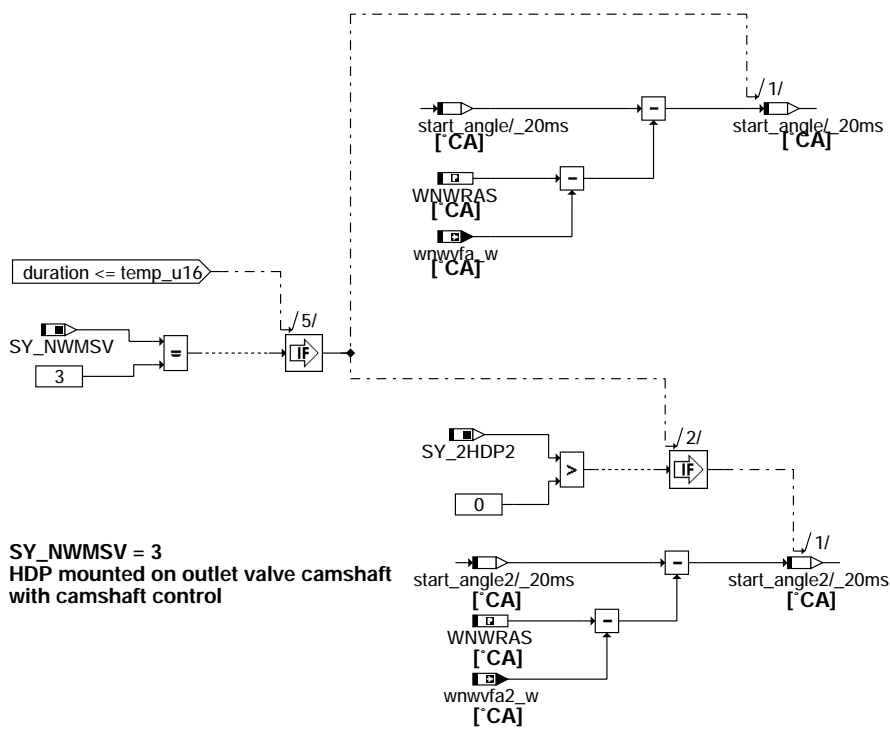 / 1/
start_angle/_20ms
[°CA]
start_angle/_20ms
[°CA]
WNWRAS
[°CA]
wnwvfa_w
[°CA]
duration <= temp_u16
/ 5/
SY_NWMSV
=
IF
3
/ 2/
SY_2HDP2
>
IF
0
SY_NWMSV = 3
HDP mounted on outlet valve camshaft
with camshaft control
/ 1/
start_angle2/_20ms
[°CA]
start_angle2/_20ms
[°CA]
WNWRAS
[°CA]
wnwvfa2_w
[°CA]